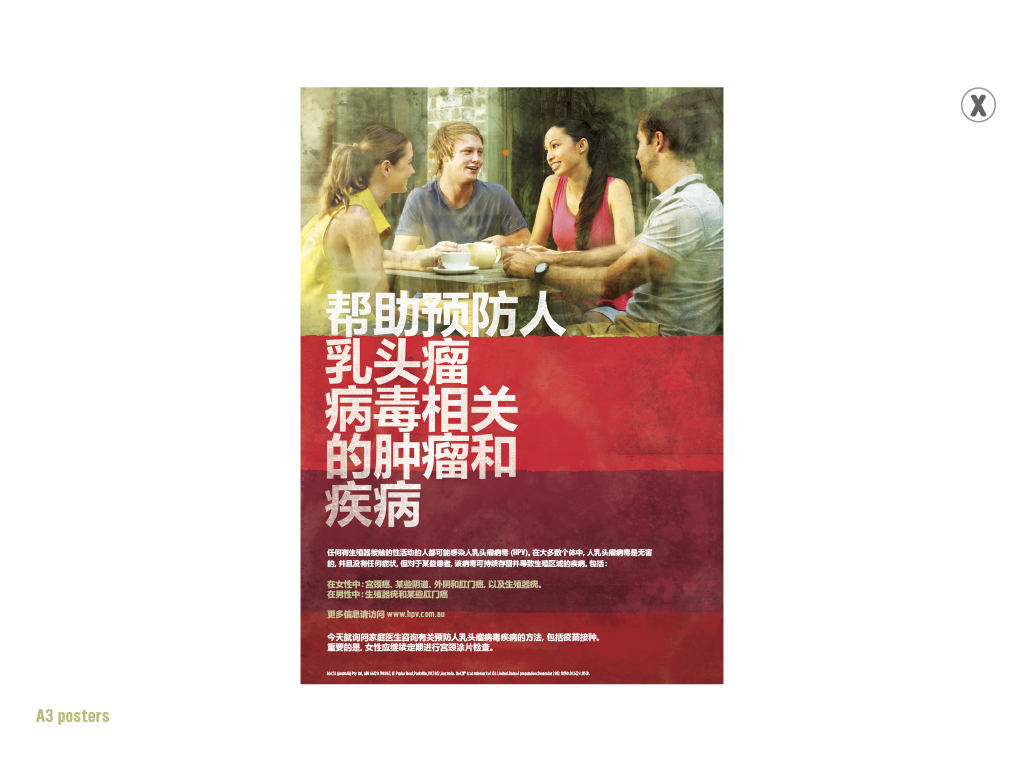 X
帮助预防人
乳头瘤
病毒相关
的肿瘤和
疾病
任何有生殖器接触的性活动的人都可能感染人乳头瘤病毒 (HPV)。在大多数个体中, 人乳头瘤病毒是无害
的, 并且没有任何症状, 但对于某些患者, 该病毒可持续存留并导致生殖区域的疾病, 包括:
在女性中: 宫颈癌、某些阴道、外阴和肛门癌, 以及生殖器疣。
在男性中: 生殖器疣和某些肛门癌
更多信息请访问 www.hpv.com.au
今天就询问家庭医生咨询有关预防人乳头瘤病毒疾病的方法, 包括疫苗接种。
重要的是, 女性应继续定期进行宫颈涂片检查。
A3 posters